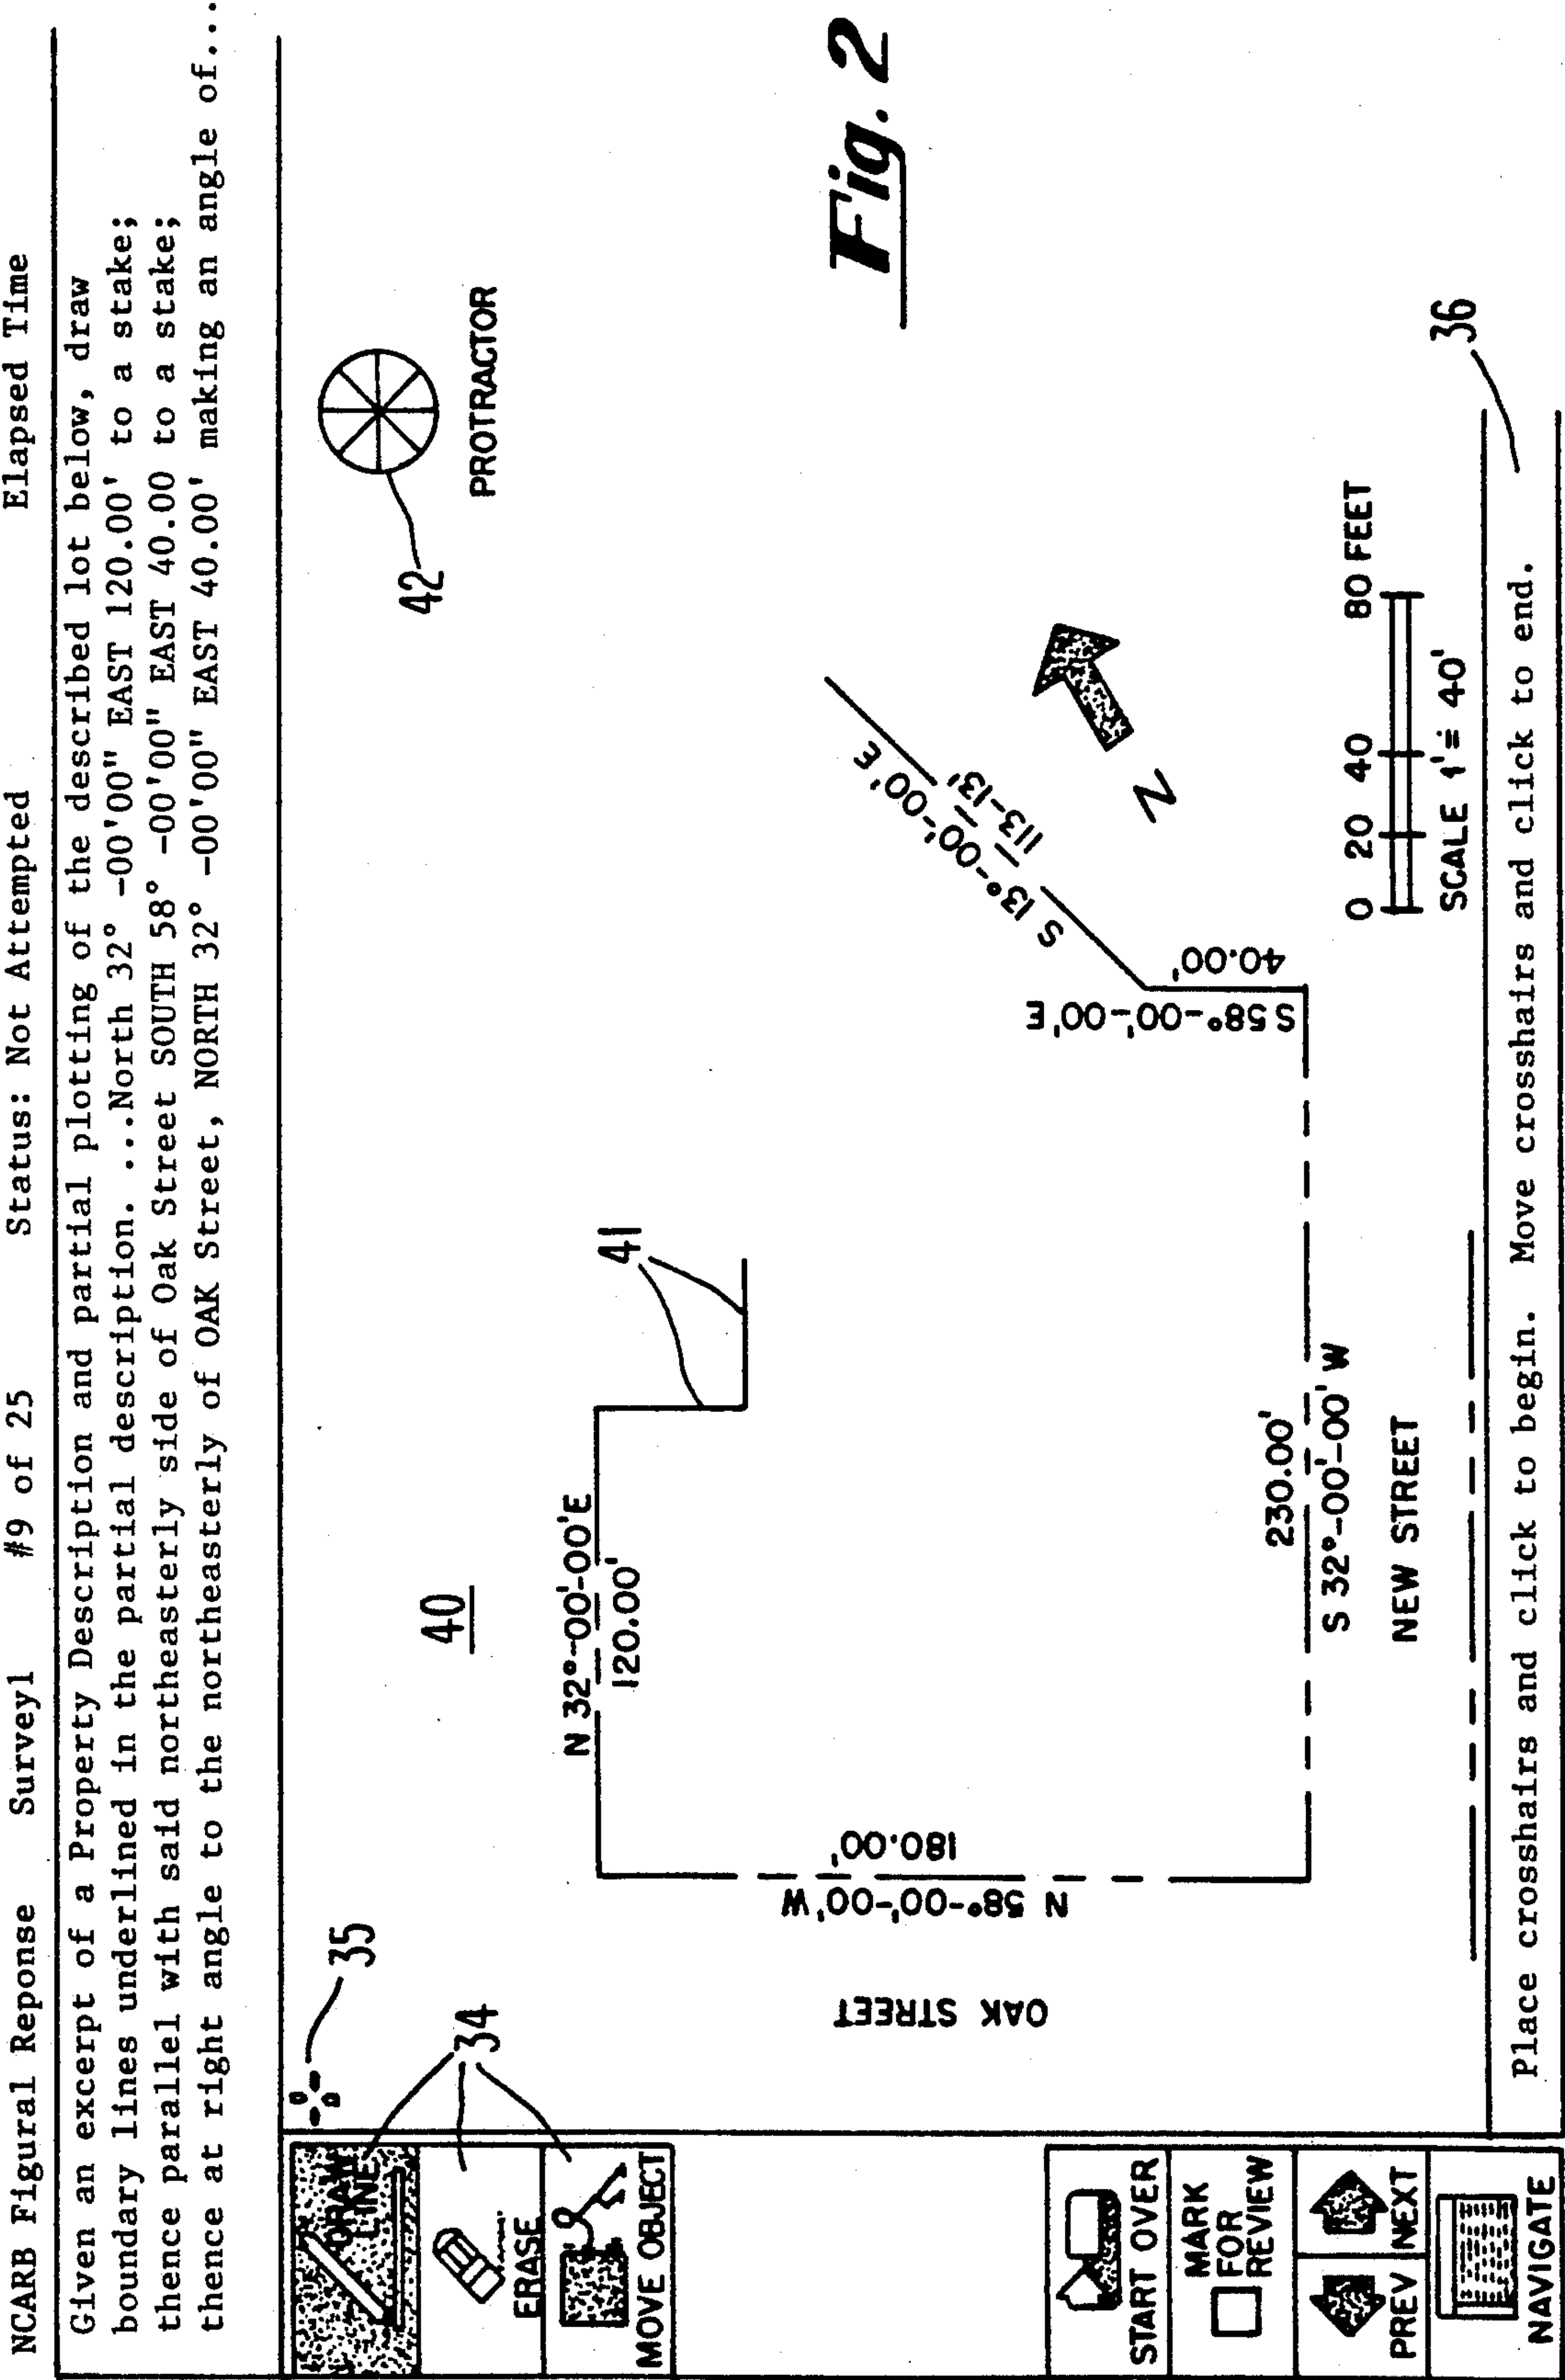 NCARB Figural Reponse Survey1 #9 of 25 Status: Not Attempted Elapsed Time
Given an excerpt of a Property Description and partial plotting of the described lot below, draw
boundary lines underlined in the partial description. ...North 32° -00'00" EAST 120.00' to a stake;
thence parallel with said northeasterly side of Oak Street SOUTH 58° -00'00" EAST 40.00 to a stake;
thence at right angle to the northeasterly of OAK Street, NORTH 32° -00'00" EAST 40.00' making an angle of...
DRAW
LINE
ERASE
MOVE OBJECT
34
35
40
N 32°-00'-00'E
120.00'
41
42
PROTRACTOR
OAK STREET
N 58°-00'-00'W
180.00'
S 13°-00'-00'E
113-13'
S 58°-00'-00'E
40.00'
N
Fig. 2
230.00'
S 32°-00'-00' W
NEW STREET
0 20 40 80 FEET
SCALE 1'= 40'
36
START OVER
MARK
FOR
REVIEW
PREV NEXT
NAVIGATE
Place crosshairs and click to begin. Move crosshairs and click to end.